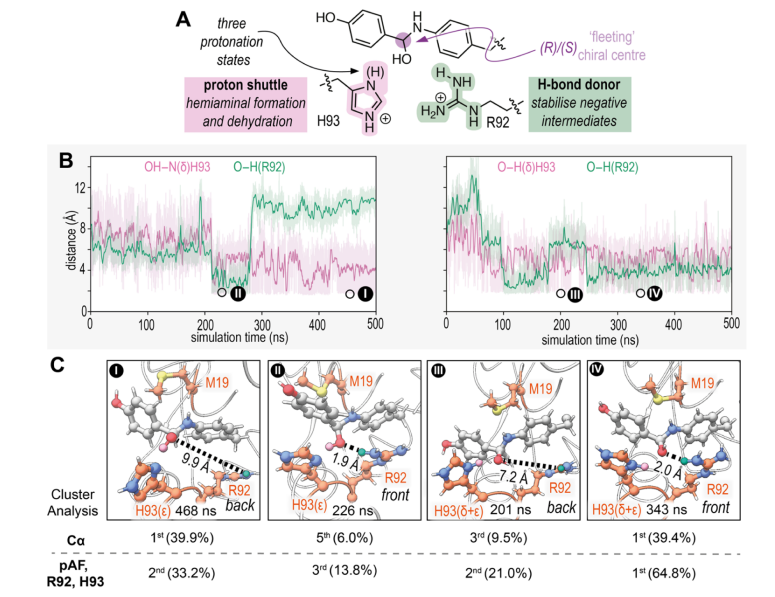 A
three
protonation
states
HO
H
N
HO
(R)/(S)
'fleeting'
chiral centre
proton shuttle
hemiaminal formation
and dehydration
(H)
N
N
H
H93
NH
H2N
N
H
R92
H-bond donor
stabilise negative
intermediates
B
OH–N(δ)H93 O–H(R92)
distance (Å)
12
8
4
0
0 100 200 300 400 500
simulation time (ns)
II
I
O–H(δ)H93 O–H(R92)
0 100 200 300 400 500
simulation time (ns)
III
IV
C
I
M19
9.9 Å
R92
H93(ε) 468 ns back
II
M19
1.9 Å
R92
H93(ε) 226 ns front
III
M19
7.2 Å
R92
H93(δ+ε) 201 ns back
IV
M19
2.0 Å
R92
H93(δ+ε) 343 ns front
Cluster
Analysis
Cα 1st (39.9%) 5th (6.0%) 3rd (9.5%) 1st (39.4%)
pAF,
R92, H93 2nd (33.2%) 3rd (13.8%) 2nd (21.0%) 1st (64.8%)